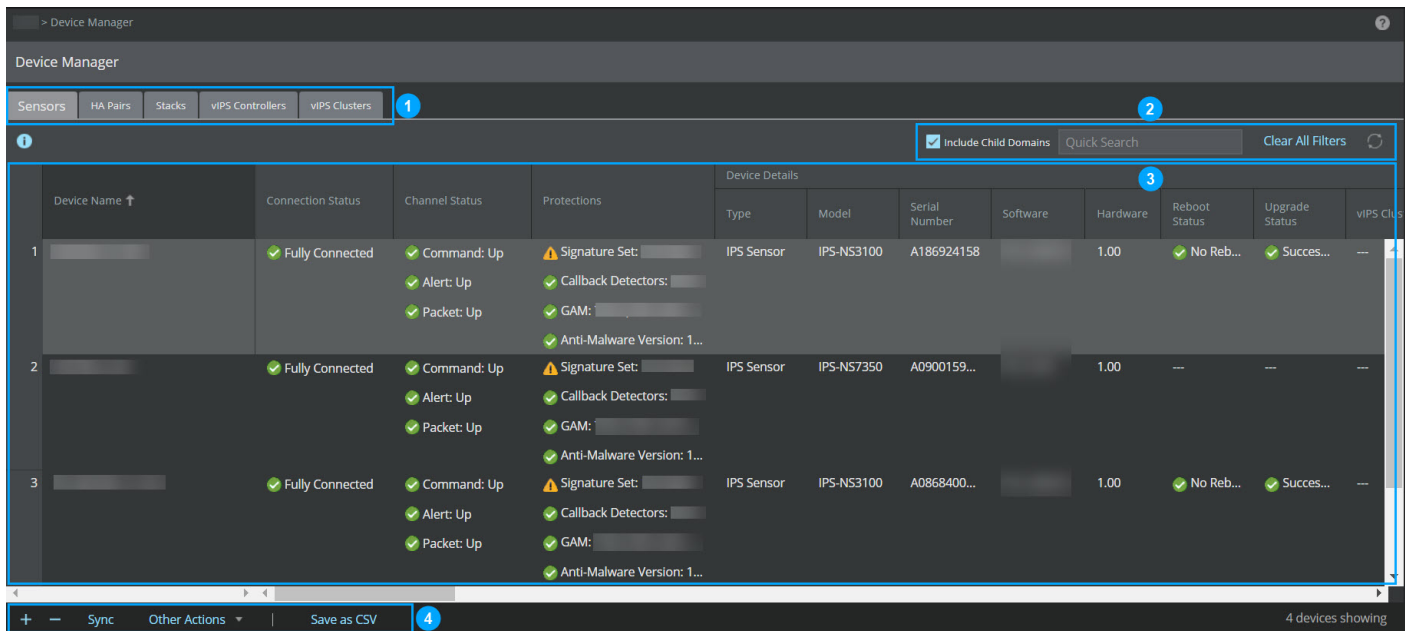 > Device Manager
?
Device Manager
Sensors HA Pairs Stacks vIPS Controllers vIPS Clusters 1
2
i Include Child Domains Quick Search Clear All Filters
3
Device Details
Device Name Connection Status Channel Status Protections Type Model Serial Number Software Hardware Reboot Status Upgrade Status vIPS Clus
1 Fully Connected Command: Up Signature Set: IPS Sensor IPS-NS3100 A186924158 1.00 No Reb... Succes... ---
Alert: Up Callback Detectors:
Packet: Up GAM:
Anti-Malware Version: 1...
2 Fully Connected Command: Up Signature Set: IPS Sensor IPS-NS7350 A0900159... 1.00 --- --- ---
Alert: Up Callback Detectors:
Packet: Up GAM:
Anti-Malware Version: 1...
3 Fully Connected Command: Up Signature Set: IPS Sensor IPS-NS3100 A0868400... 1.00 No Reb... Succes... ---
Alert: Up Callback Detectors:
Packet: Up GAM:
Anti-Malware Version: 1...
+ − Sync Other Actions | Save as CSV 4 4 devices showing